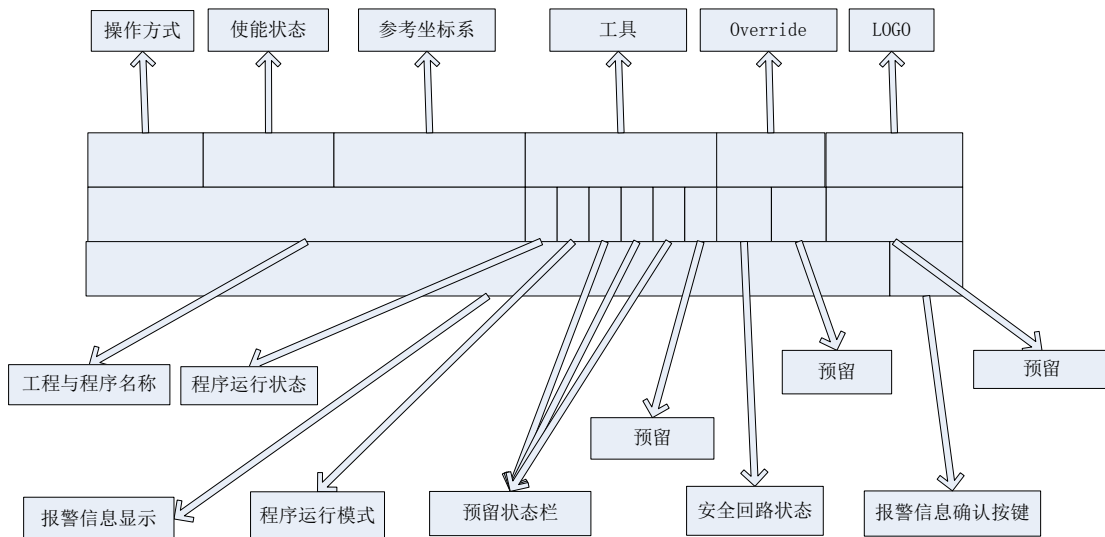 操作方式
使能状态
参考坐标系
工具
Override
LOGO
工程与程序名称
程序运行状态
预留
预留
预留
报警信息显示
程序运行模式
预留状态栏
安全回路状态
报警信息确认按键